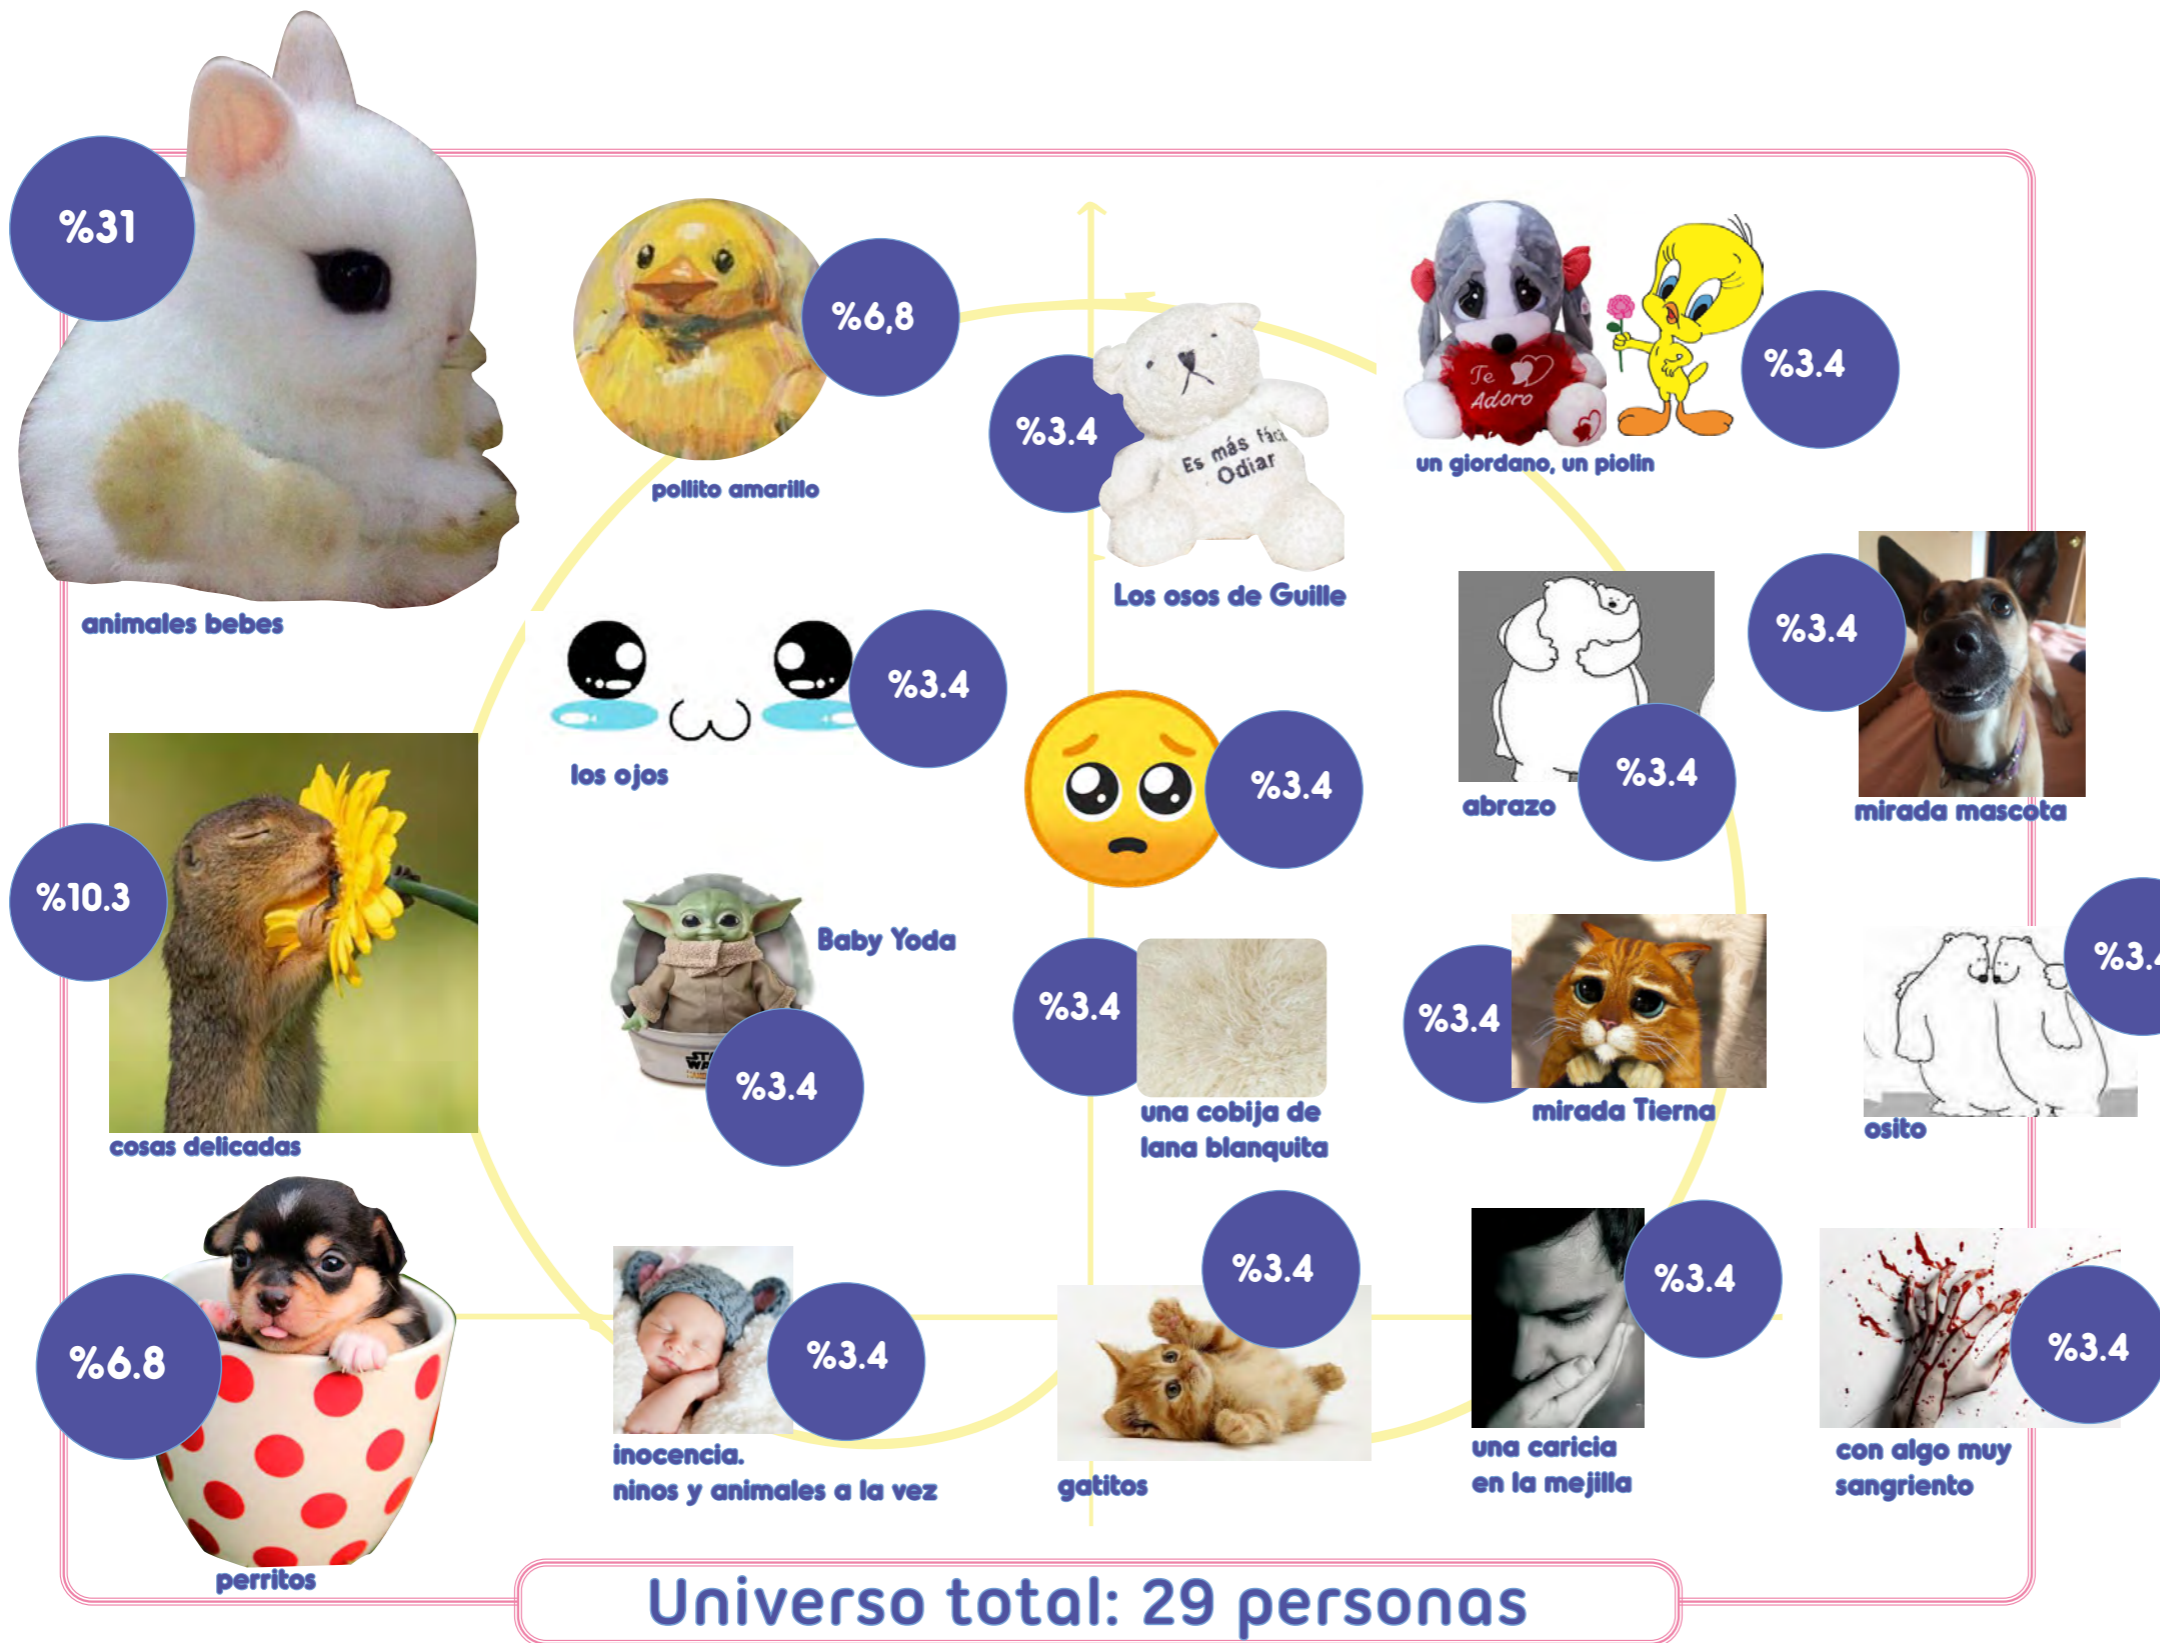 %31
animales bebes
%6,8
pollito amarillo
%3.4
Es más
Odiar
Los osos de Guille
Te
Adoro
%3.4
un giordano, un piolin
%3.4
los ojos
%3.4
%3.4
abrazo
%3.4
mirada mascota
%10.3
cosas delicadas
Baby Yoda
%3.4
%3.4
una cobija de
lana blanquita
%3.4
mirada Tierna
osito
%6.8
perritos
%3.4
inocencia.
ninos y animales a la vez
%3.4
gatitos
%3.4
una caricia
en la mejilla
%3.4
con algo muy
sangriento
Universo total: 29 personas